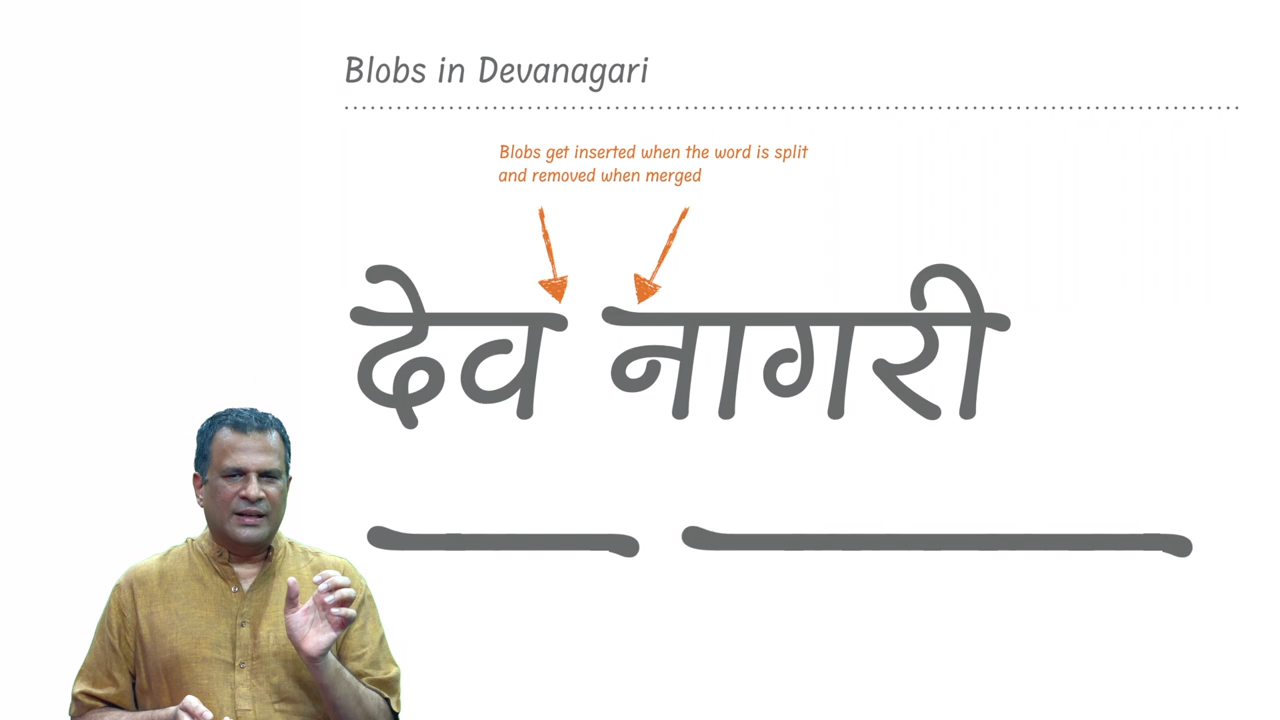 Blobs in Devanagari
Blobs get inserted when the word is split
and removed when merged
देव नागरी